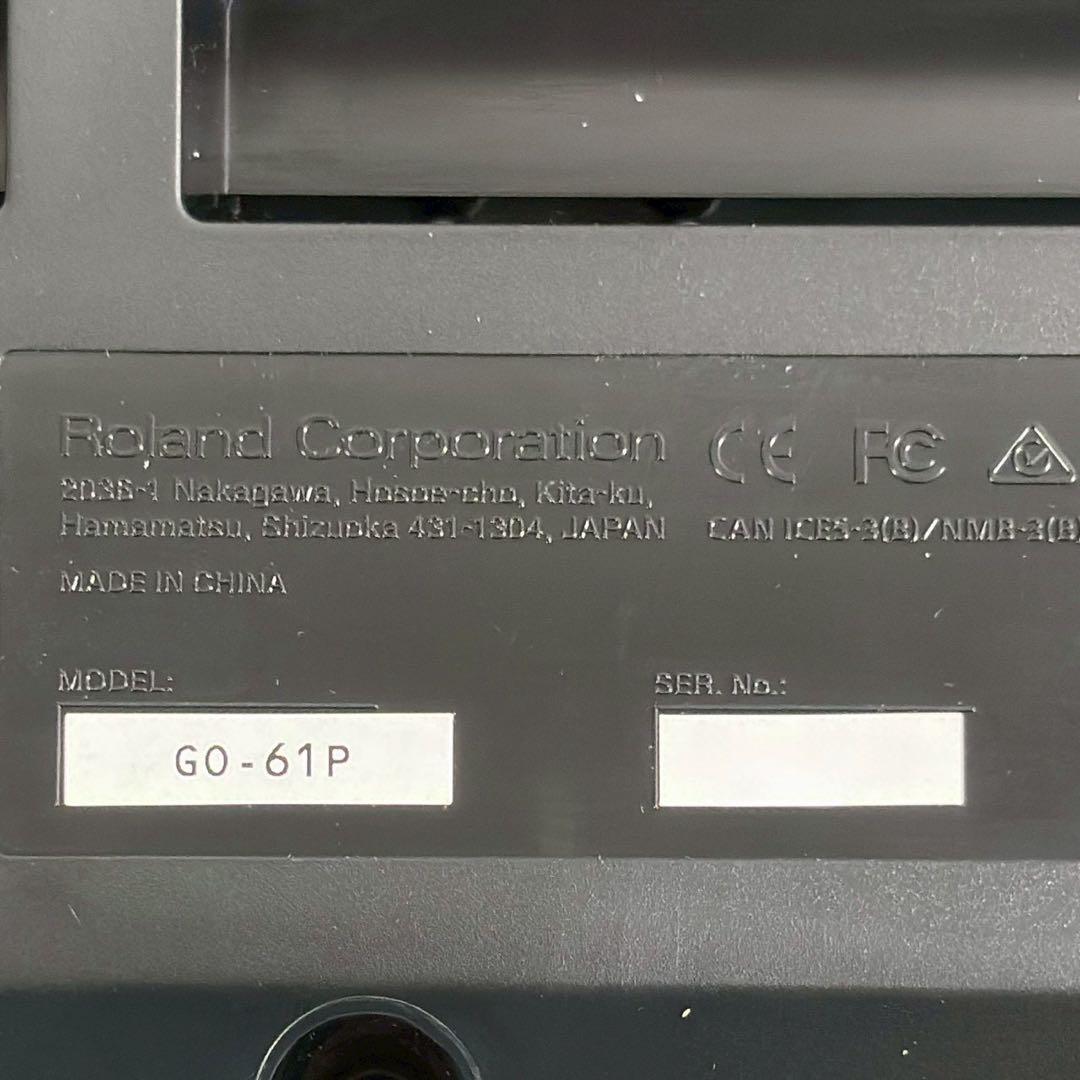 Roland Corporation
2036-1 Nakagawa, Hosoe-cho, Kita-ku,
Hamamatsu, Shizuoka 431-1304, JAPAN
MADE IN CHINA
CE FC
CAN ICES-3(B)/NMB-3(B)
MODEL:
GO-61P
SER. No.: